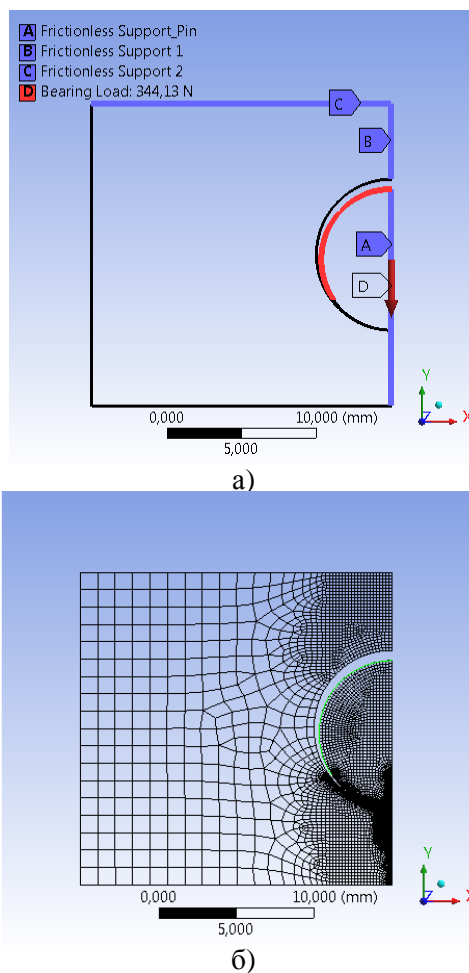 A Frictionless Support_Pin
B Frictionless Support 1
C Frictionless Support 2
D Bearing Load: 344,13 N
C
B
A
D
Y
Z X
0,000 10,000 (mm)
5,000
а)
Y
Z X
0,000 10,000 (mm)
5,000
б)